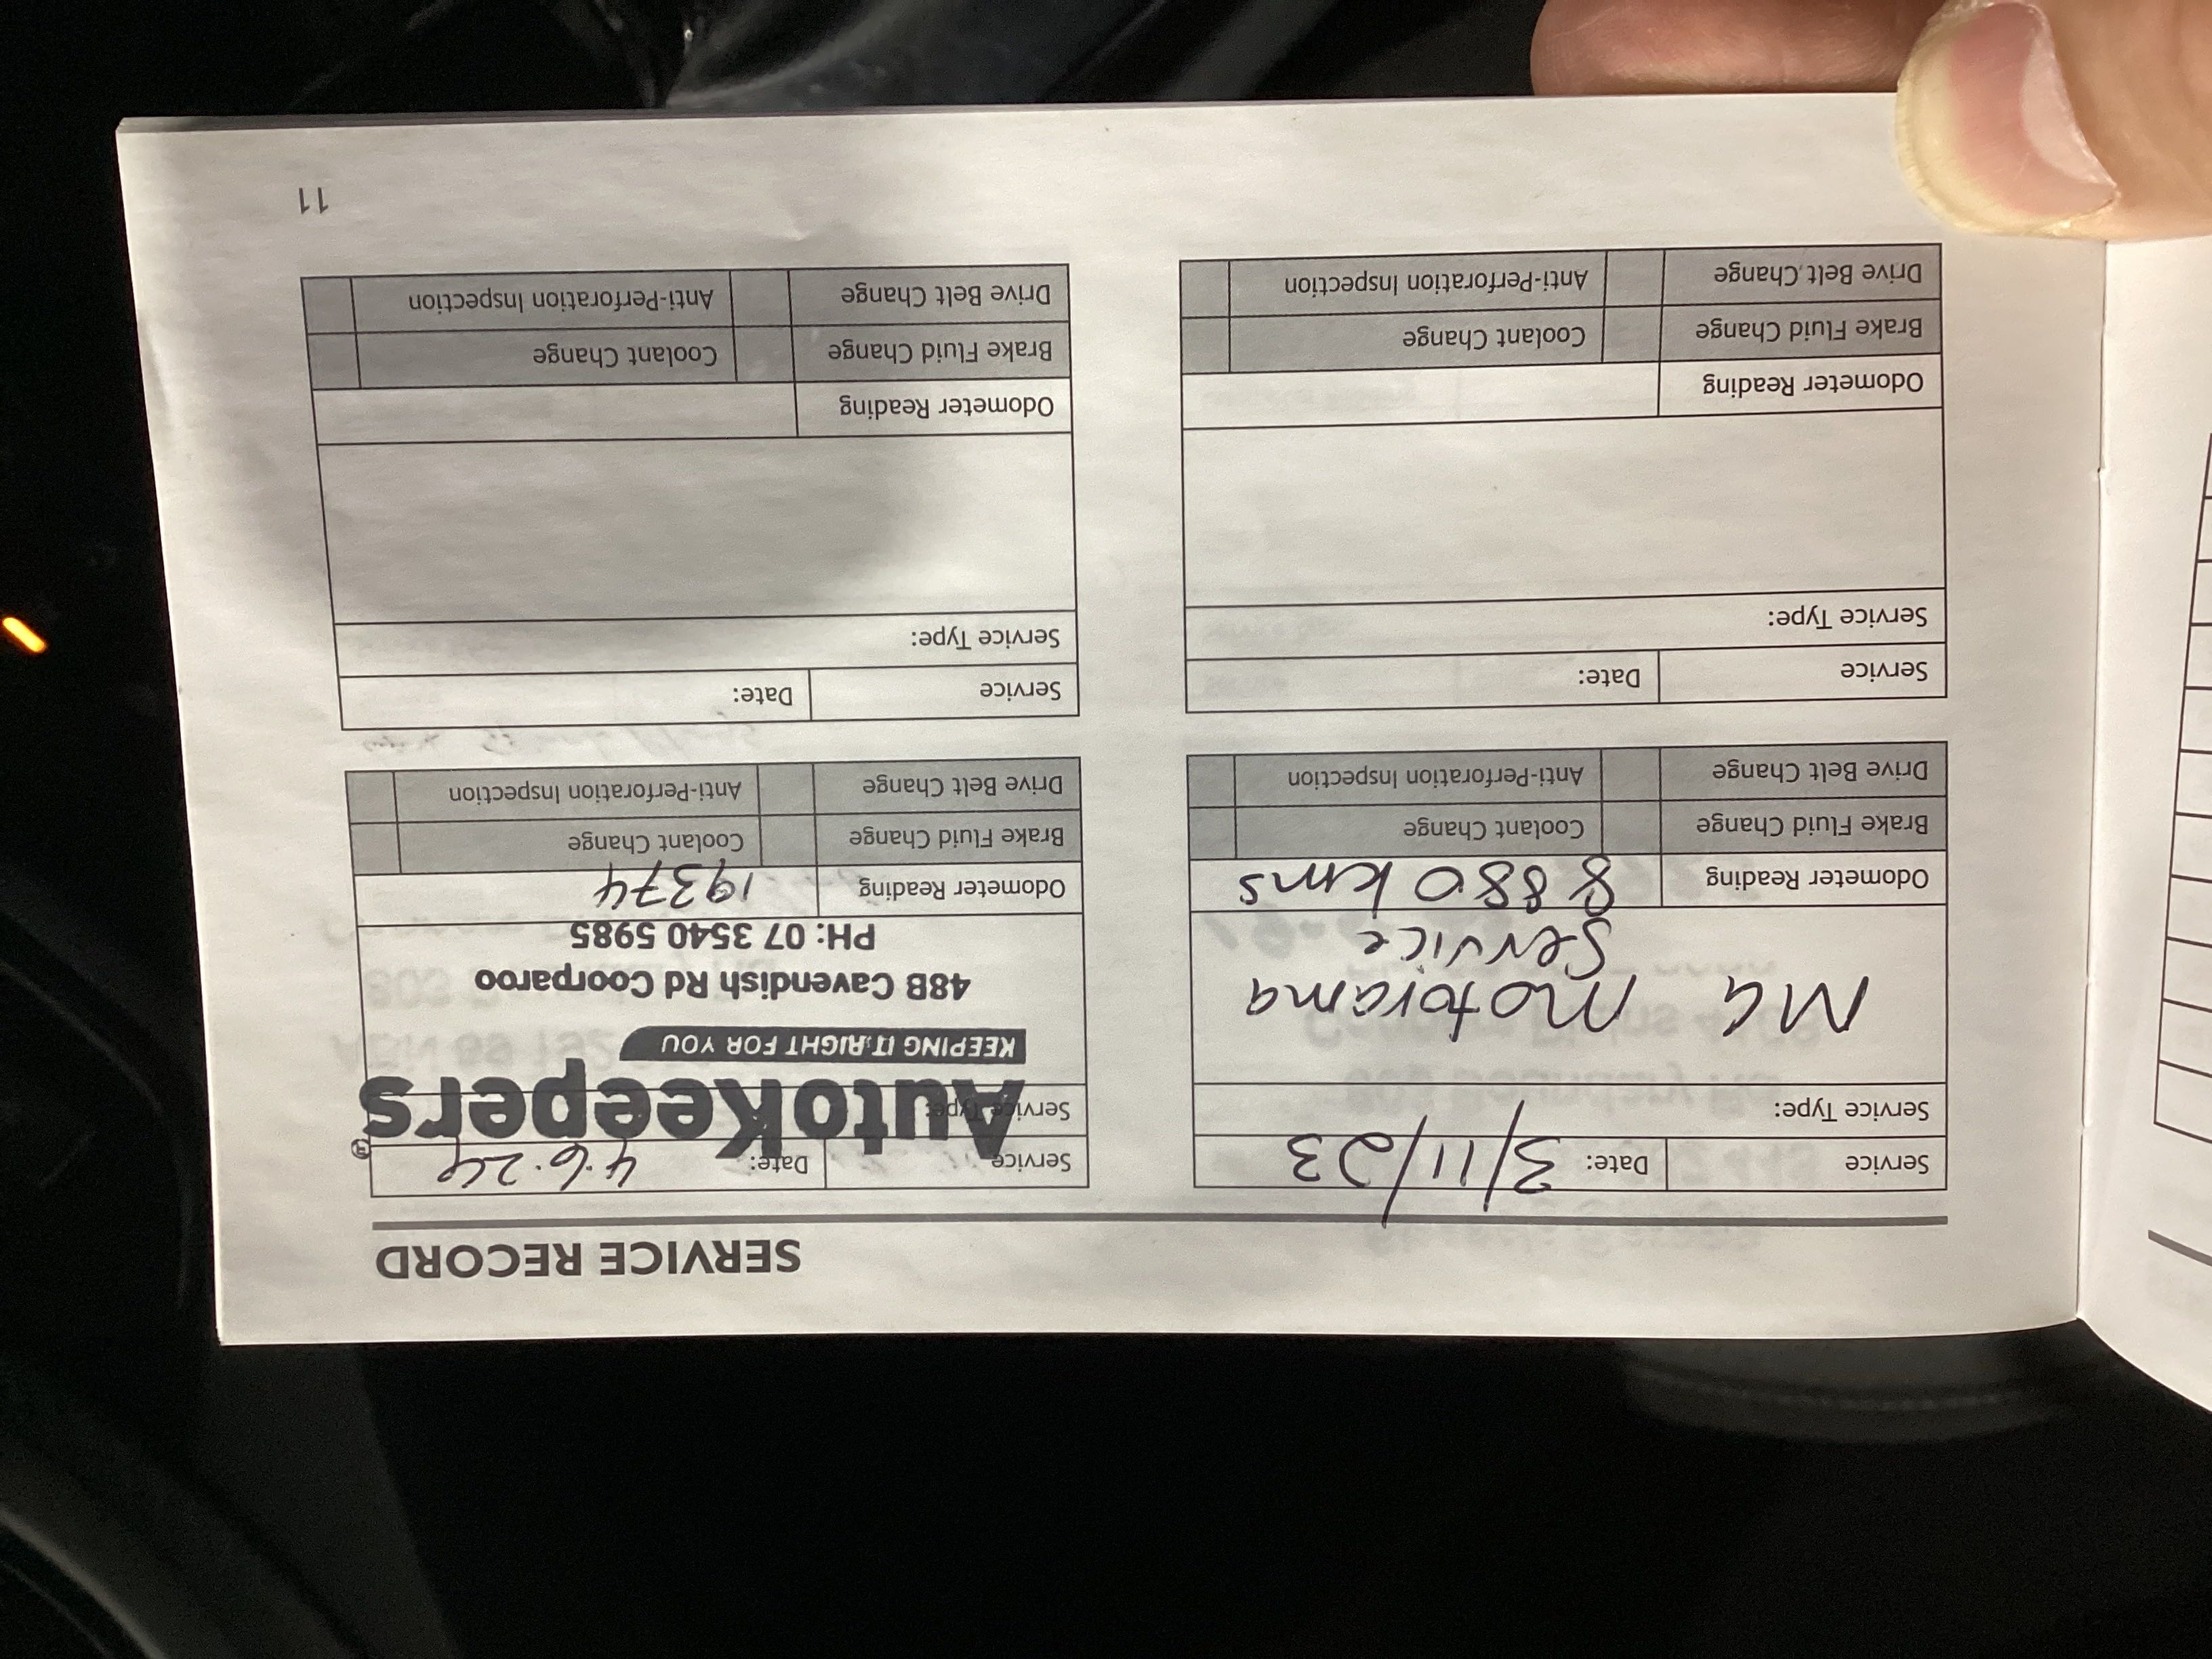 SERVICE RECORD
Service Date: 3/11/23
Service Type:
MG Motorama
Service
Odometer Reading 8880 kms
Brake Fluid Change Coolant Change
Drive Belt Change Anti-Perforation Inspection
Service Date: 4.6.24
Service Type:
AutoKeepers
KEEPING IT RIGHT FOR YOU
48B Cavendish Rd Coorparoo
PH: 07 3540 5985
Odometer Reading 19374
Brake Fluid Change Coolant Change
Drive Belt Change Anti-Perforation Inspection
Service Date:
Service Type:
Odometer Reading
Brake Fluid Change Coolant Change
Drive Belt Change Anti-Perforation Inspection
Service Date:
Service Type:
Odometer Reading
Brake Fluid Change Coolant Change
Drive Belt Change Anti-Perforation Inspection
11